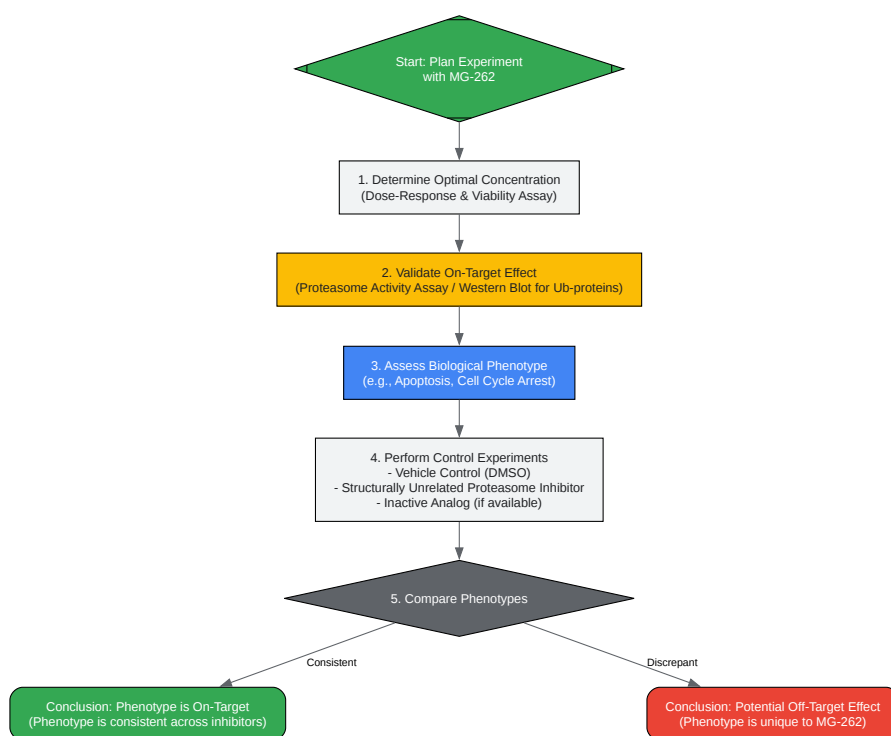 Start: Plan Experiment
with MG-262
1. Determine Optimal Concentration
(Dose-Response & Viability Assay)
2. Validate On-Target Effect
(Proteasome Activity Assay / Western Blot for Ub-proteins)
3. Assess Biological Phenotype
(e.g., Apoptosis, Cell Cycle Arrest)
4. Perform Control Experiments
- Vehicle Control (DMSO)
- Structurally Unrelated Proteasome Inhibitor
- Inactive Analog (if available)
5. Compare Phenotypes
Consistent
Discrepant
Conclusion: Phenotype is On-Target
(Phenotype is consistent across inhibitors)
Conclusion: Potential Off-Target Effect
(Phenotype is unique to MG-262)